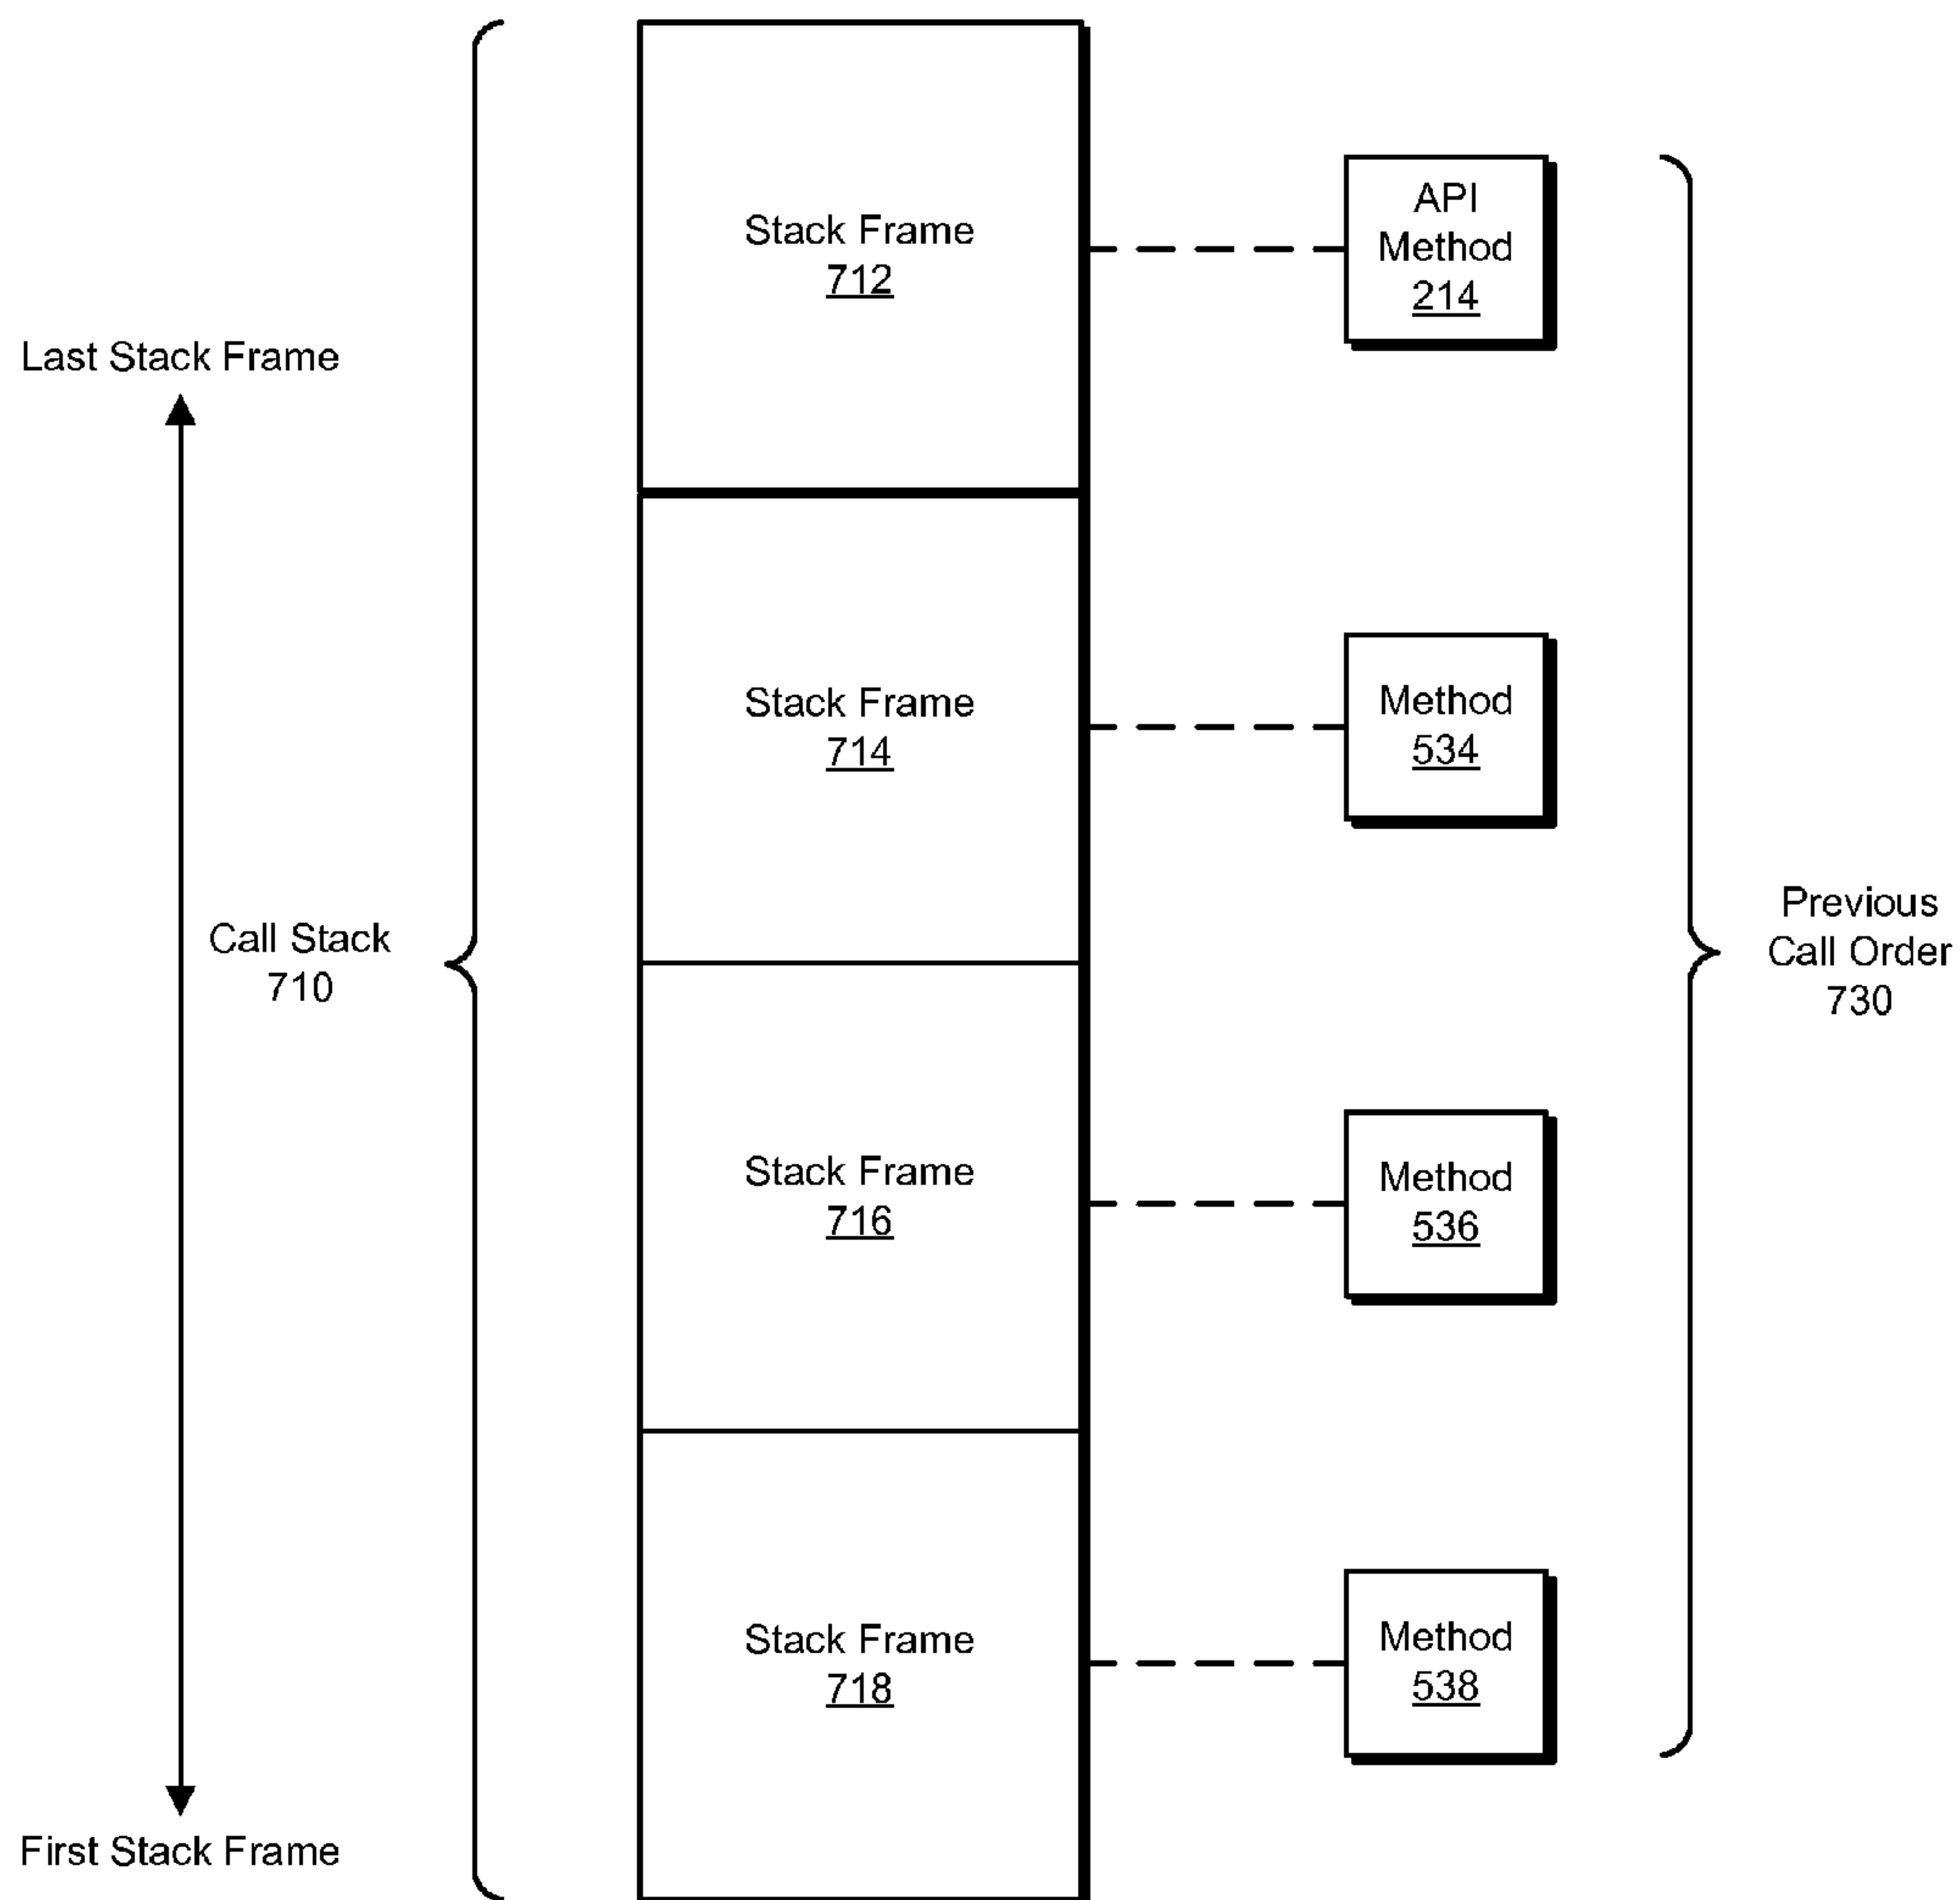 Stack Frame
712
API
Method
214
Last Stack Frame
Stack Frame
714
Method
534
Call Stack
710
Previous
Call Order
730
Stack Frame
716
Method
536
Stack Frame
718
Method
538
First Stack Frame